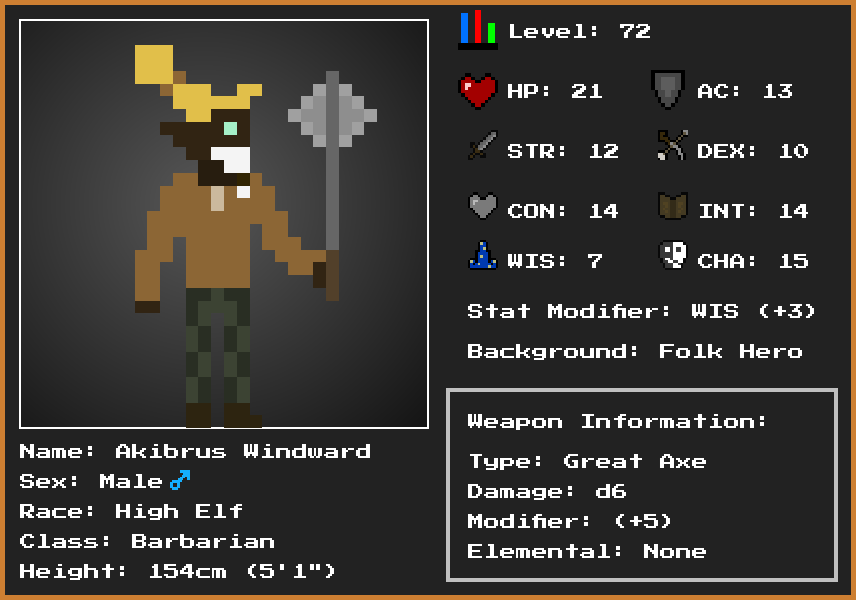 Level: 72
HP: 21
AC: 13
STR: 12
DEX: 10
CON: 14
INT: 14
WIS: 7
CHA: 15
Stat Modifier: WIS (+3)
Background: Folk Hero
Name: Akibrus Windward
Sex: Male♂
Race: High Elf
Class: Barbarian
Height: 154cm (5'1")
Weapon Information:
Type: Great Axe
Damage: d6
Modifier: (+5)
Elemental: None